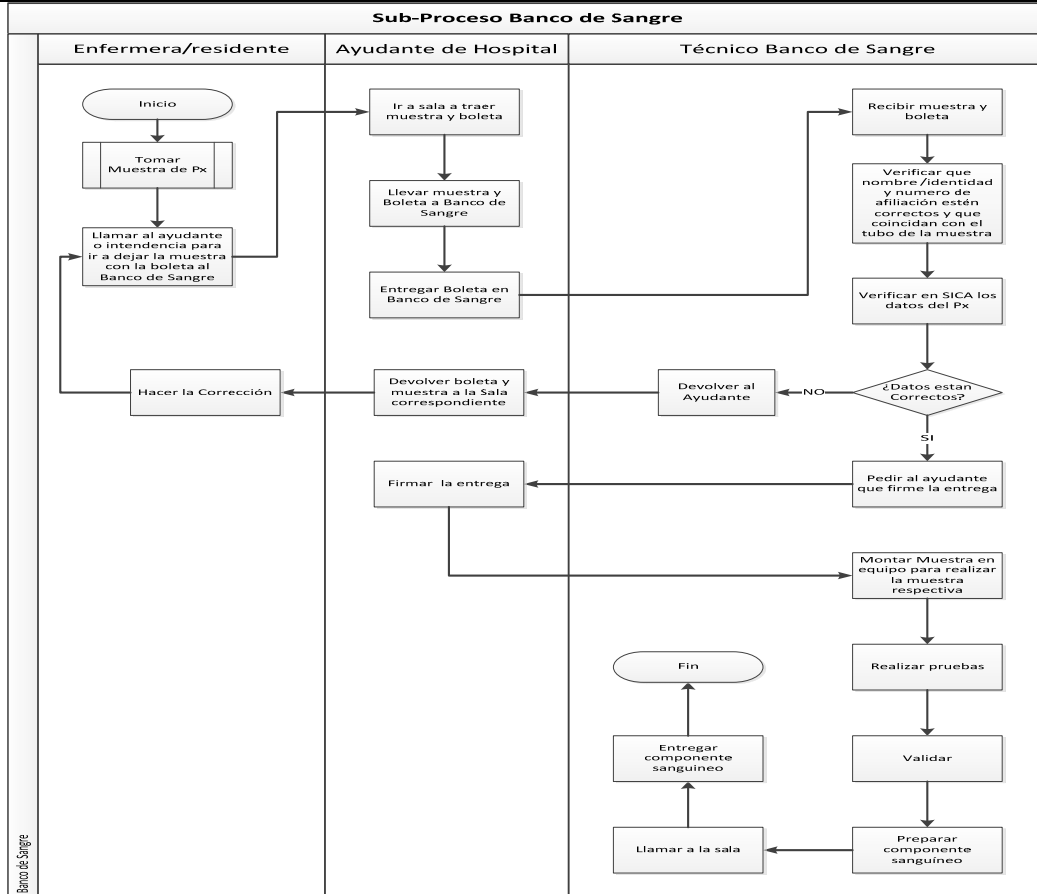 Sub-Proceso Banco de Sangre
Enfermera/residente
Ayudante de Hospital
Técnico Banco de Sangre
Inicio
Tomar
Muestra de Px
Llamar al ayudante
o intendencia para
ir a dejar la muestra
con la boleta al
Banco de Sangre
Ir a sala a traer
muestra y boleta
Llevar muestra y
Boleta a Banco de
Sangre
Entregar Boleta en
Banco de Sangre
Recibir muestra y
boleta
Verificar que
nombre/identidad
y numero de
afiliación estén
correctos y que
coincidan con el
tubo de la muestra
Verificar en SICA los
datos del Px
¿Datos estan
Correctos?
NO
Devolver al
Ayudante
Devolver boleta y
muestra a la Sala
correspondiente
Hacer la Corrección
SI
Pedir al ayudante
que firme la entrega
Firmar la entrega
Montar Muestra en
equipo para realizar
la muestra
respectiva
Realizar pruebas
Validar
Preparar
componente
sanguíneo
Llamar a la sala
Entregar
componente
sanguineo
Fin
Banco de Sangre